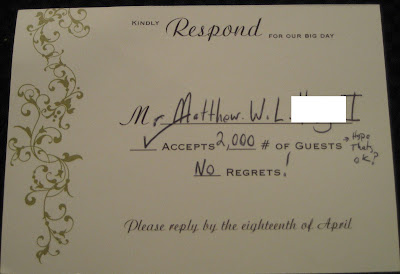 KINDLY Respond FOR OUR BIG DAY
Mr. Matthew. W. L. II
✓ ACCEPTS 2,000 # OF GUESTS *Hope
that's
OK?
No REGRETS!
Please reply by the eighteenth of April.